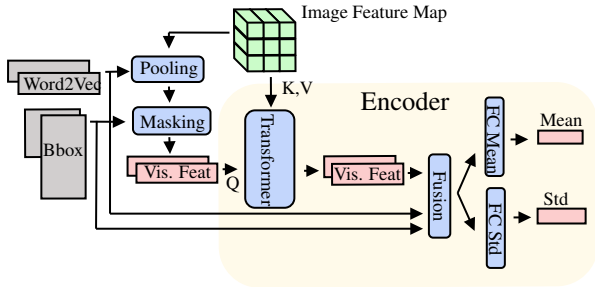 Image Feature Map
Pooling
Word2Vec
K,V
Encoder
Masking
Bbox
Vis. Feat
Q
Transformer
Vis. Feat
Fusion
FC Mean
Mean
FC Std
Std